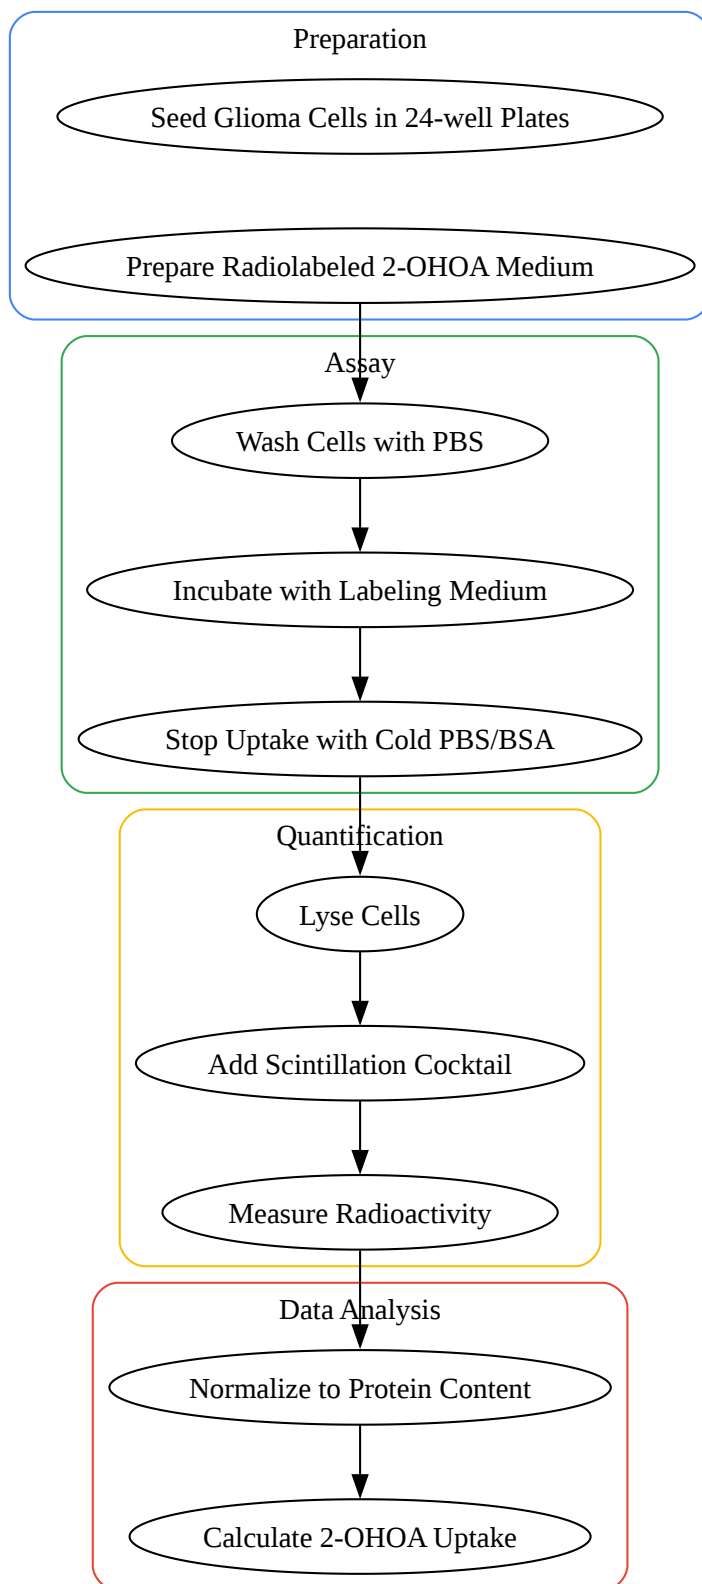 Preparation
Seed Glioma Cells in 24-well Plates
Prepare Radiolabeled 2-OHOA Medium
Assay
Wash Cells with PBS
Incubate with Labeling Medium
Stop Uptake with Cold PBS/BSA
Quantification
Lyse Cells
Add Scintillation Cocktail
Measure Radioactivity
Data Analysis
Normalize to Protein Content
Calculate 2-OHOA Uptake